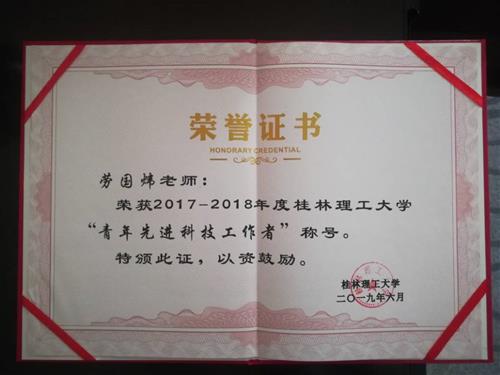 荣誉证书
HONORARY CREDENTIAL
劳国炜老师：
荣获2017-2018年度桂林理工大学
“青年先进科技工作者”称号。
特颁此证，以资鼓励。
桂林理工大学
二〇一九年六月